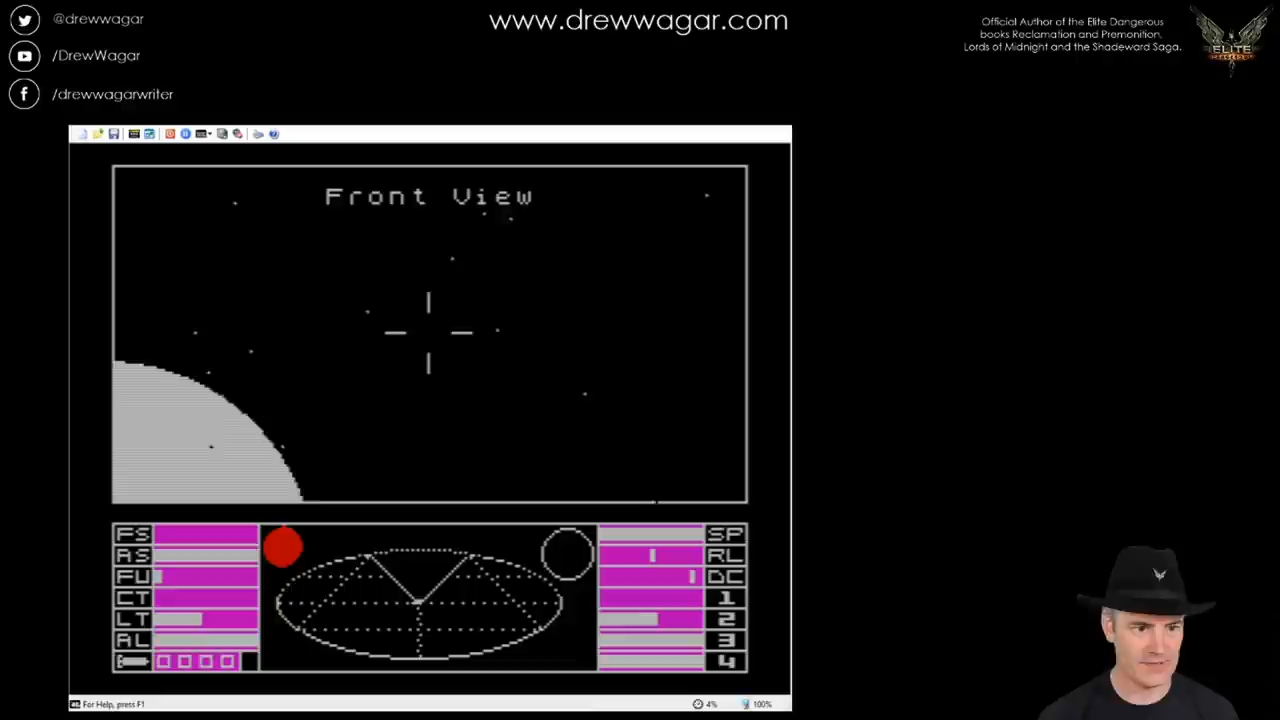 @drewwagar
/DrewWagar
/drewwagarwriter
www.drewwagar.com
Official Author of the Elite Dangerous
books Reclamation and Premonition,
Lords of Midnight and the Shadeward Saga.
ELITE
Front View
FS
AS
FU
CT
LT
AL
SP
RL
DC
1
2
3
4
For Help, press F1
4%
100%